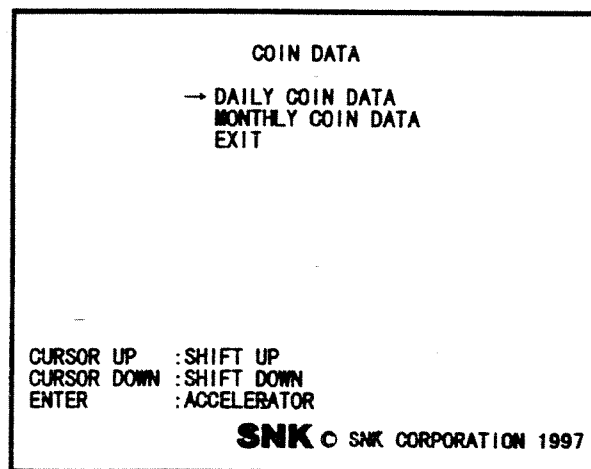 COIN DATA
→ DAILY COIN DATA
MONTHLY COIN DATA
EXIT
CURSOR UP :SHIFT UP
CURSOR DOWN :SHIFT DOWN
ENTER :ACCELERATOR
SNK © SNK CORPORATION 1997